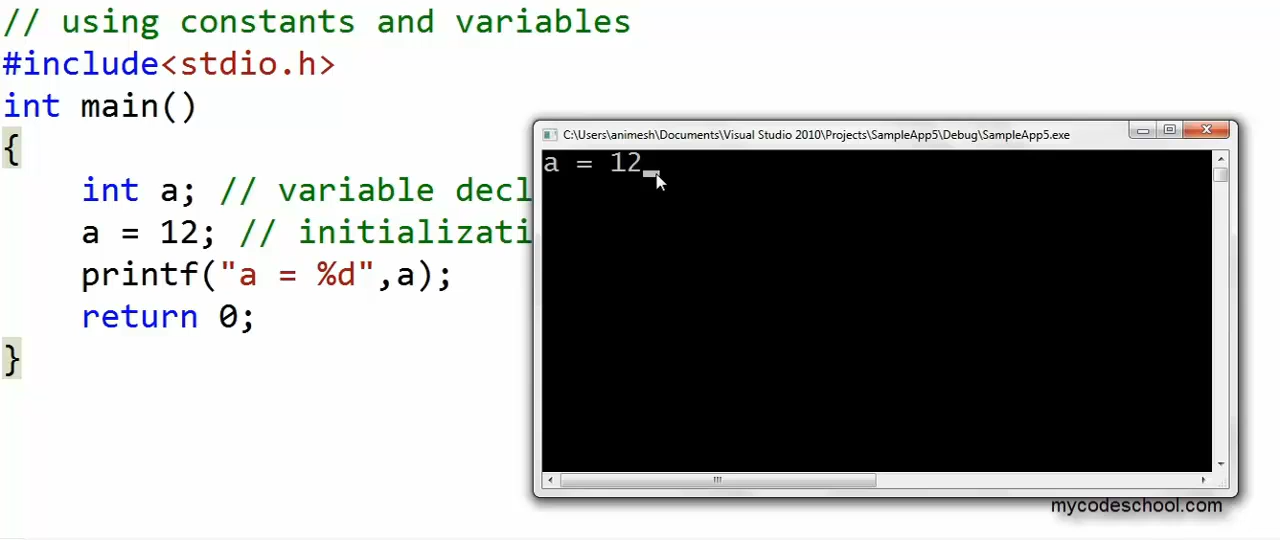 // using constants and variables
#include<stdio.h>
int main()
{
int a; // variable decl
a = 12; // initializati
printf("a = %d",a);
return 0;
}
C:\Users\animesh\Documents\Visual Studio 2010\Projects\SampleApp5\Debug\SampleApp5.exe
a = 12
mycodeschool.com